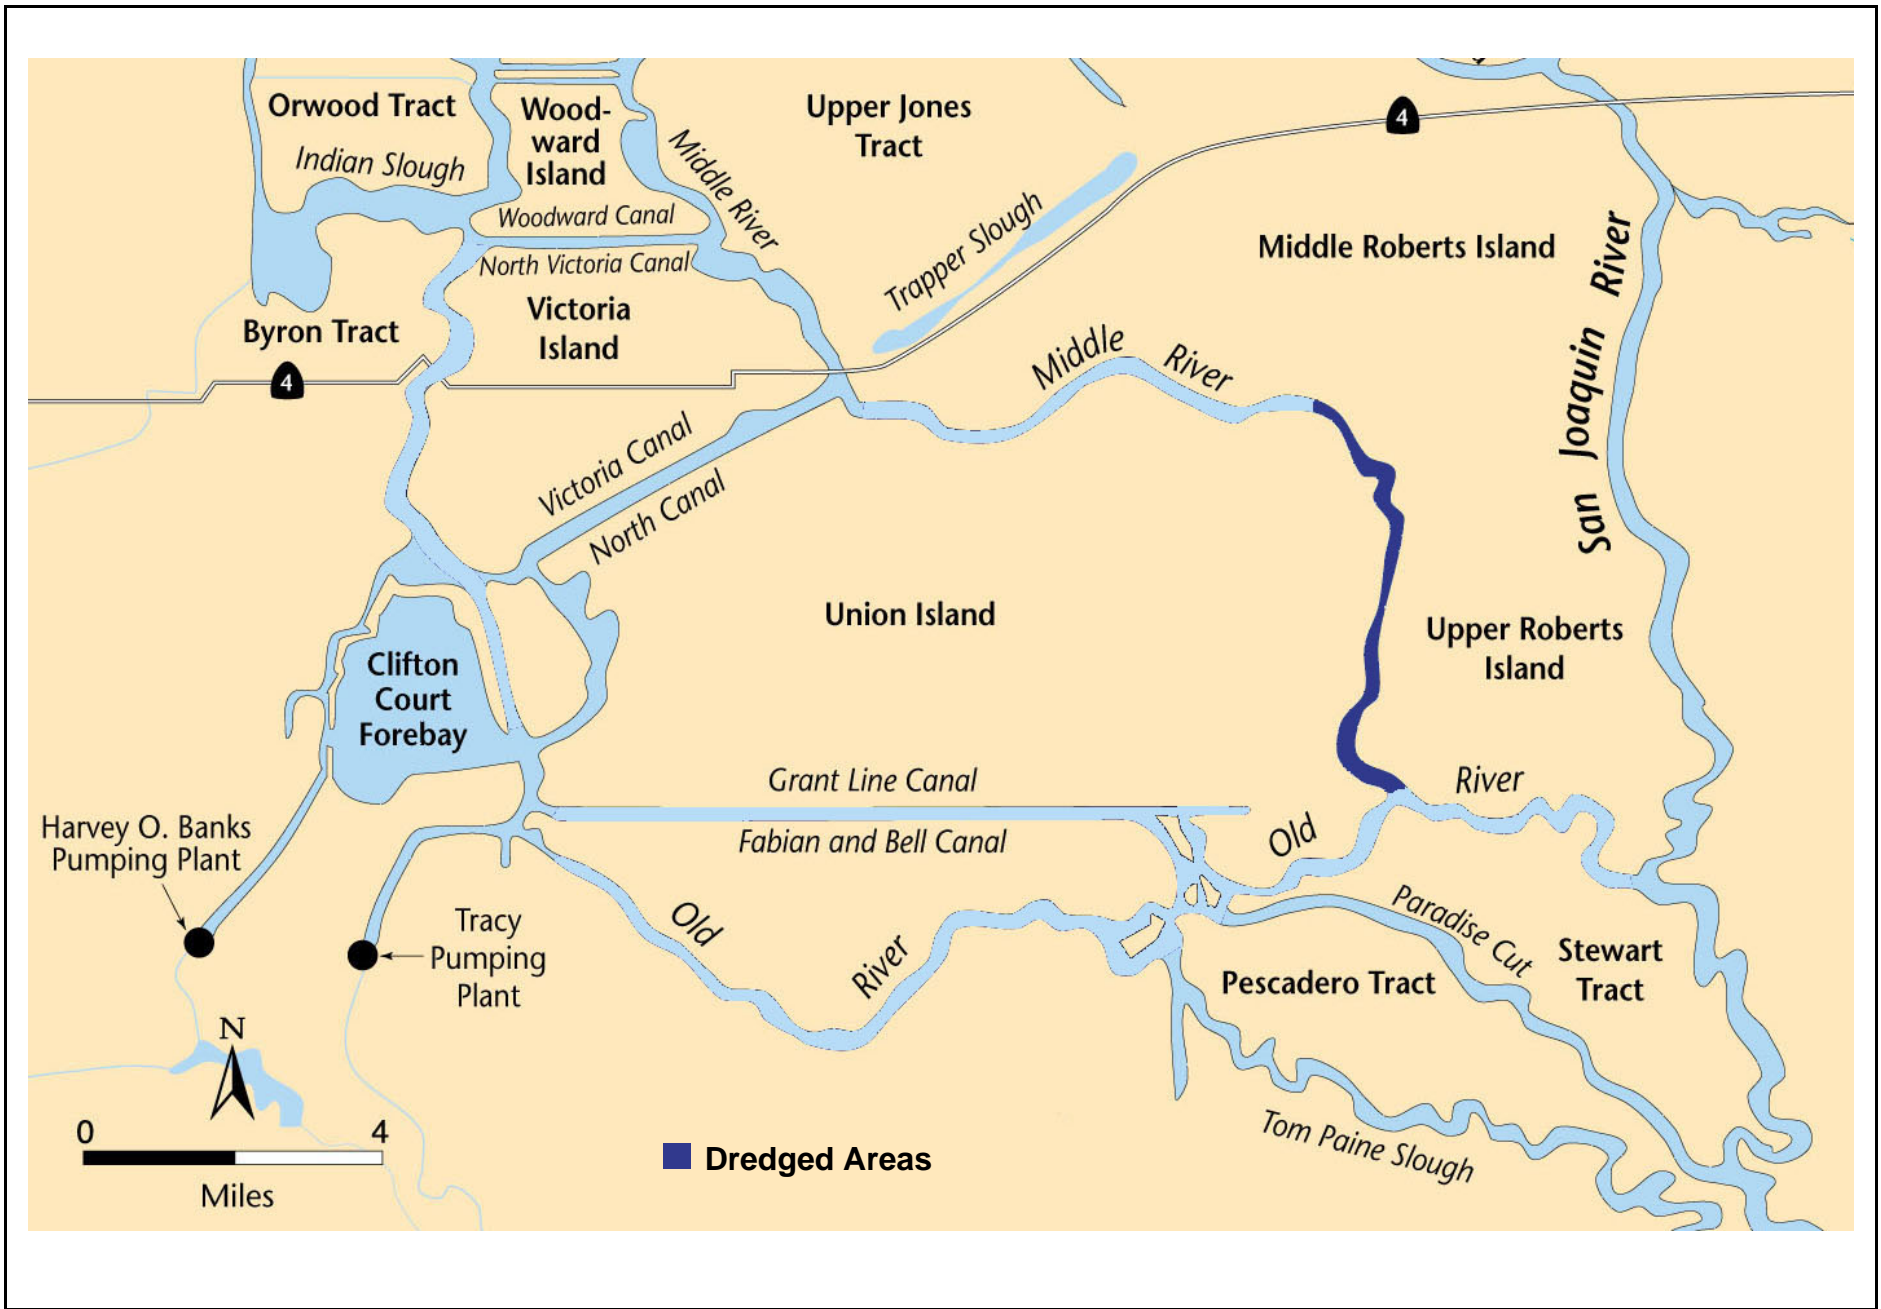 Orwood Tract
Wood-
ward
Island
Upper Jones
Tract
4
Indian Slough
Middle River
Woodward Canal
North Victoria Canal
Trapper Slough
Middle Roberts Island
San Joaquin River
Byron Tract
Victoria
Island
4
Middle River
Victoria Canal
North Canal
Union Island
Upper Roberts
Island
Clifton
Court
Forebay
Grant Line Canal
Fabian and Bell Canal
Old River
Harvey O. Banks
Pumping Plant
Tracy
Pumping
Plant
Old River
Paradise Cut
Stewart
Tract
Pescadero Tract
N
0 4
Miles
Tom Paine Slough
Dredged Areas